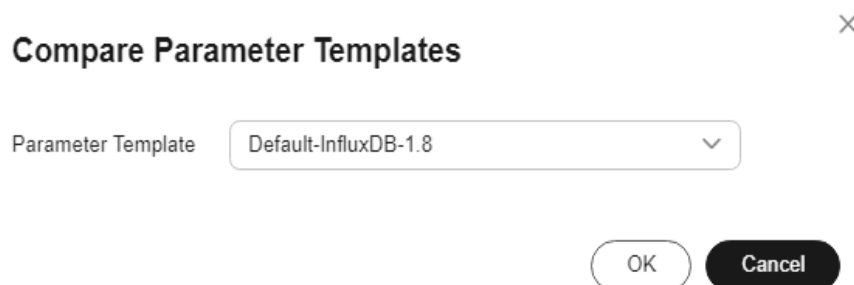 Compare Parameter Templates
Parameter Template Default-InfluxDB-1.8
OK Cancel